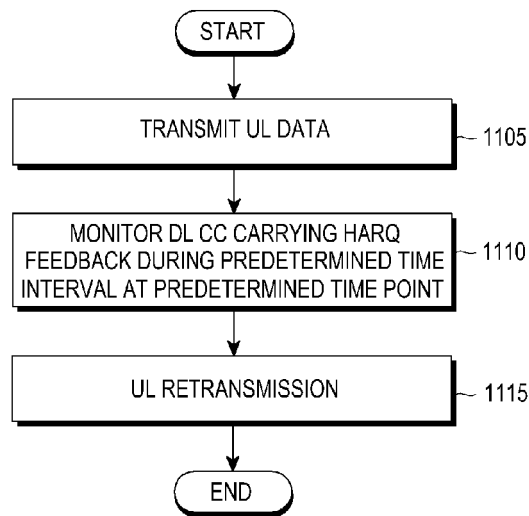 START
TRANSMIT UL DATA
1105
MONITOR DL CC CARRYING HARQ
FEEDBACK DURING PREDETERMINED TIME
INTERVAL AT PREDETERMINED TIME POINT
1110
UL RETRANSMISSION
1115
END